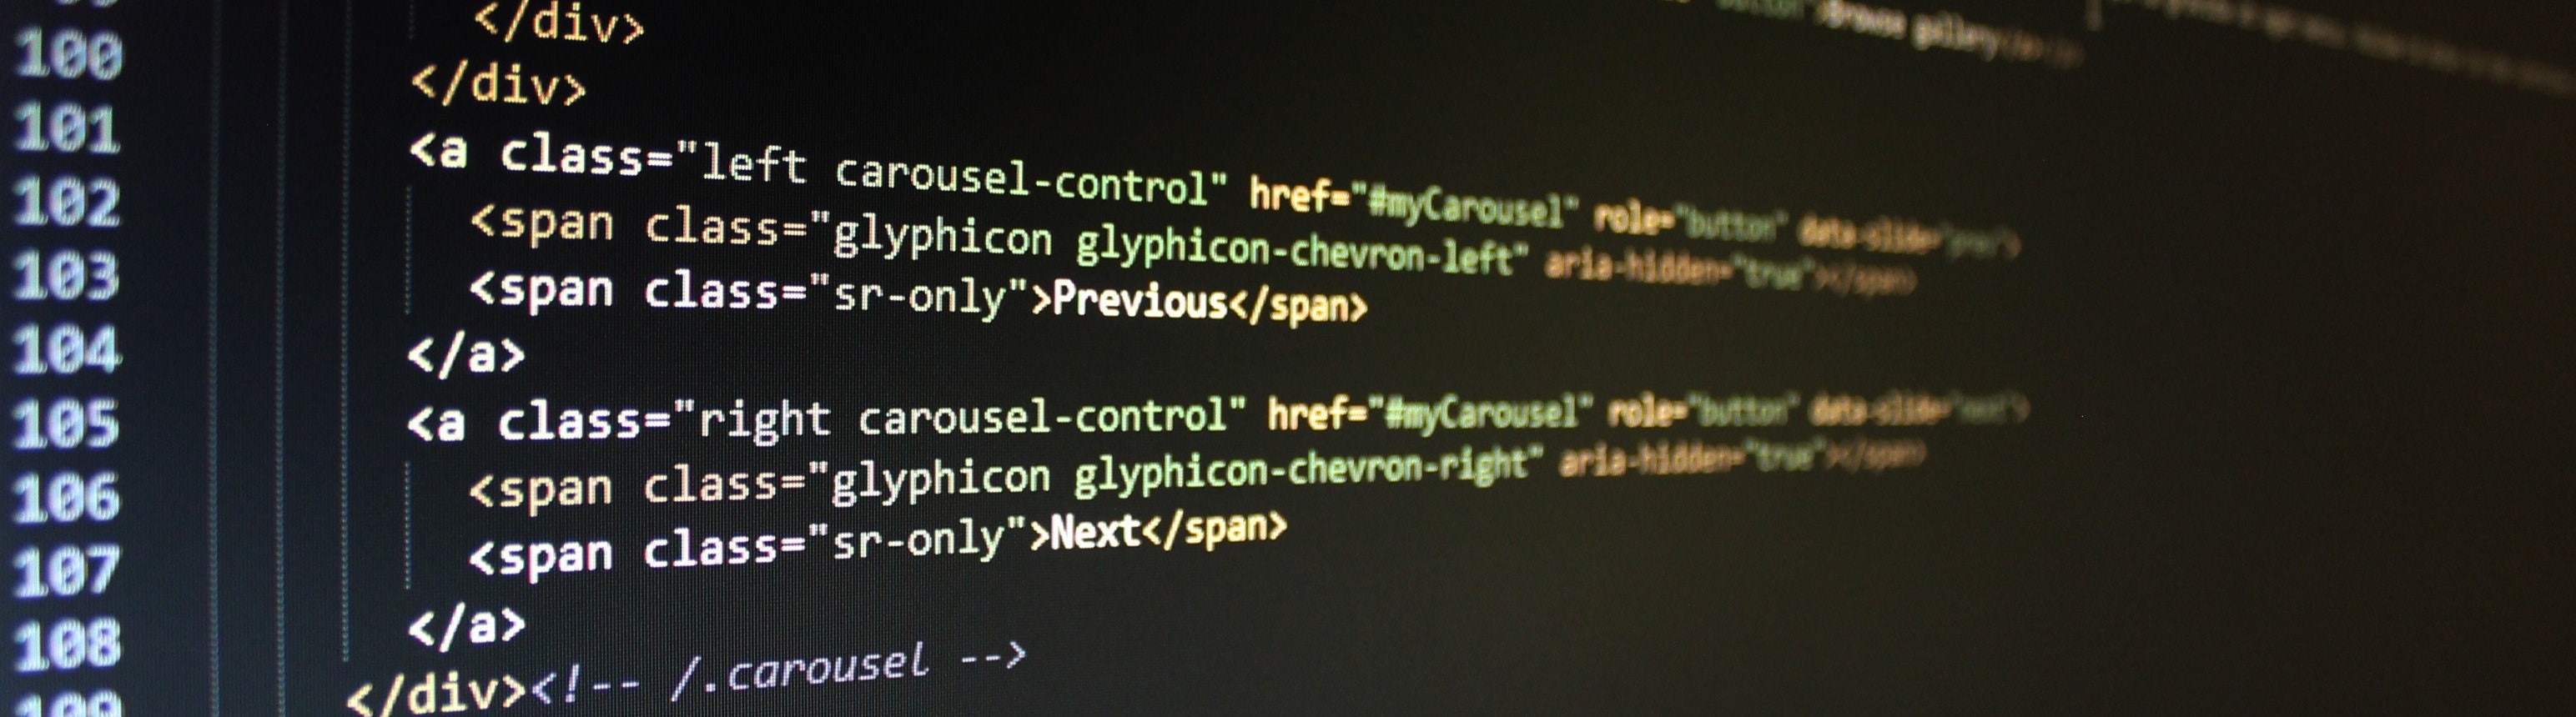 Browse gallery
</div>
100 </div>
101 <a class="left carousel-control" href="#myCarousel" role="button" data-slide="prev">
102 <span class="glyphicon glyphicon-chevron-left" aria-hidden="true"></span>
103 <span class="sr-only">Previous</span>
104 </a>
105 <a class="right carousel-control" href="#myCarousel" role="button" data-slide="next">
106 <span class="glyphicon glyphicon-chevron-right" aria-hidden="true"></span>
107 <span class="sr-only">Next</span>
108 </a>
109 </div><!-- /.carousel -->